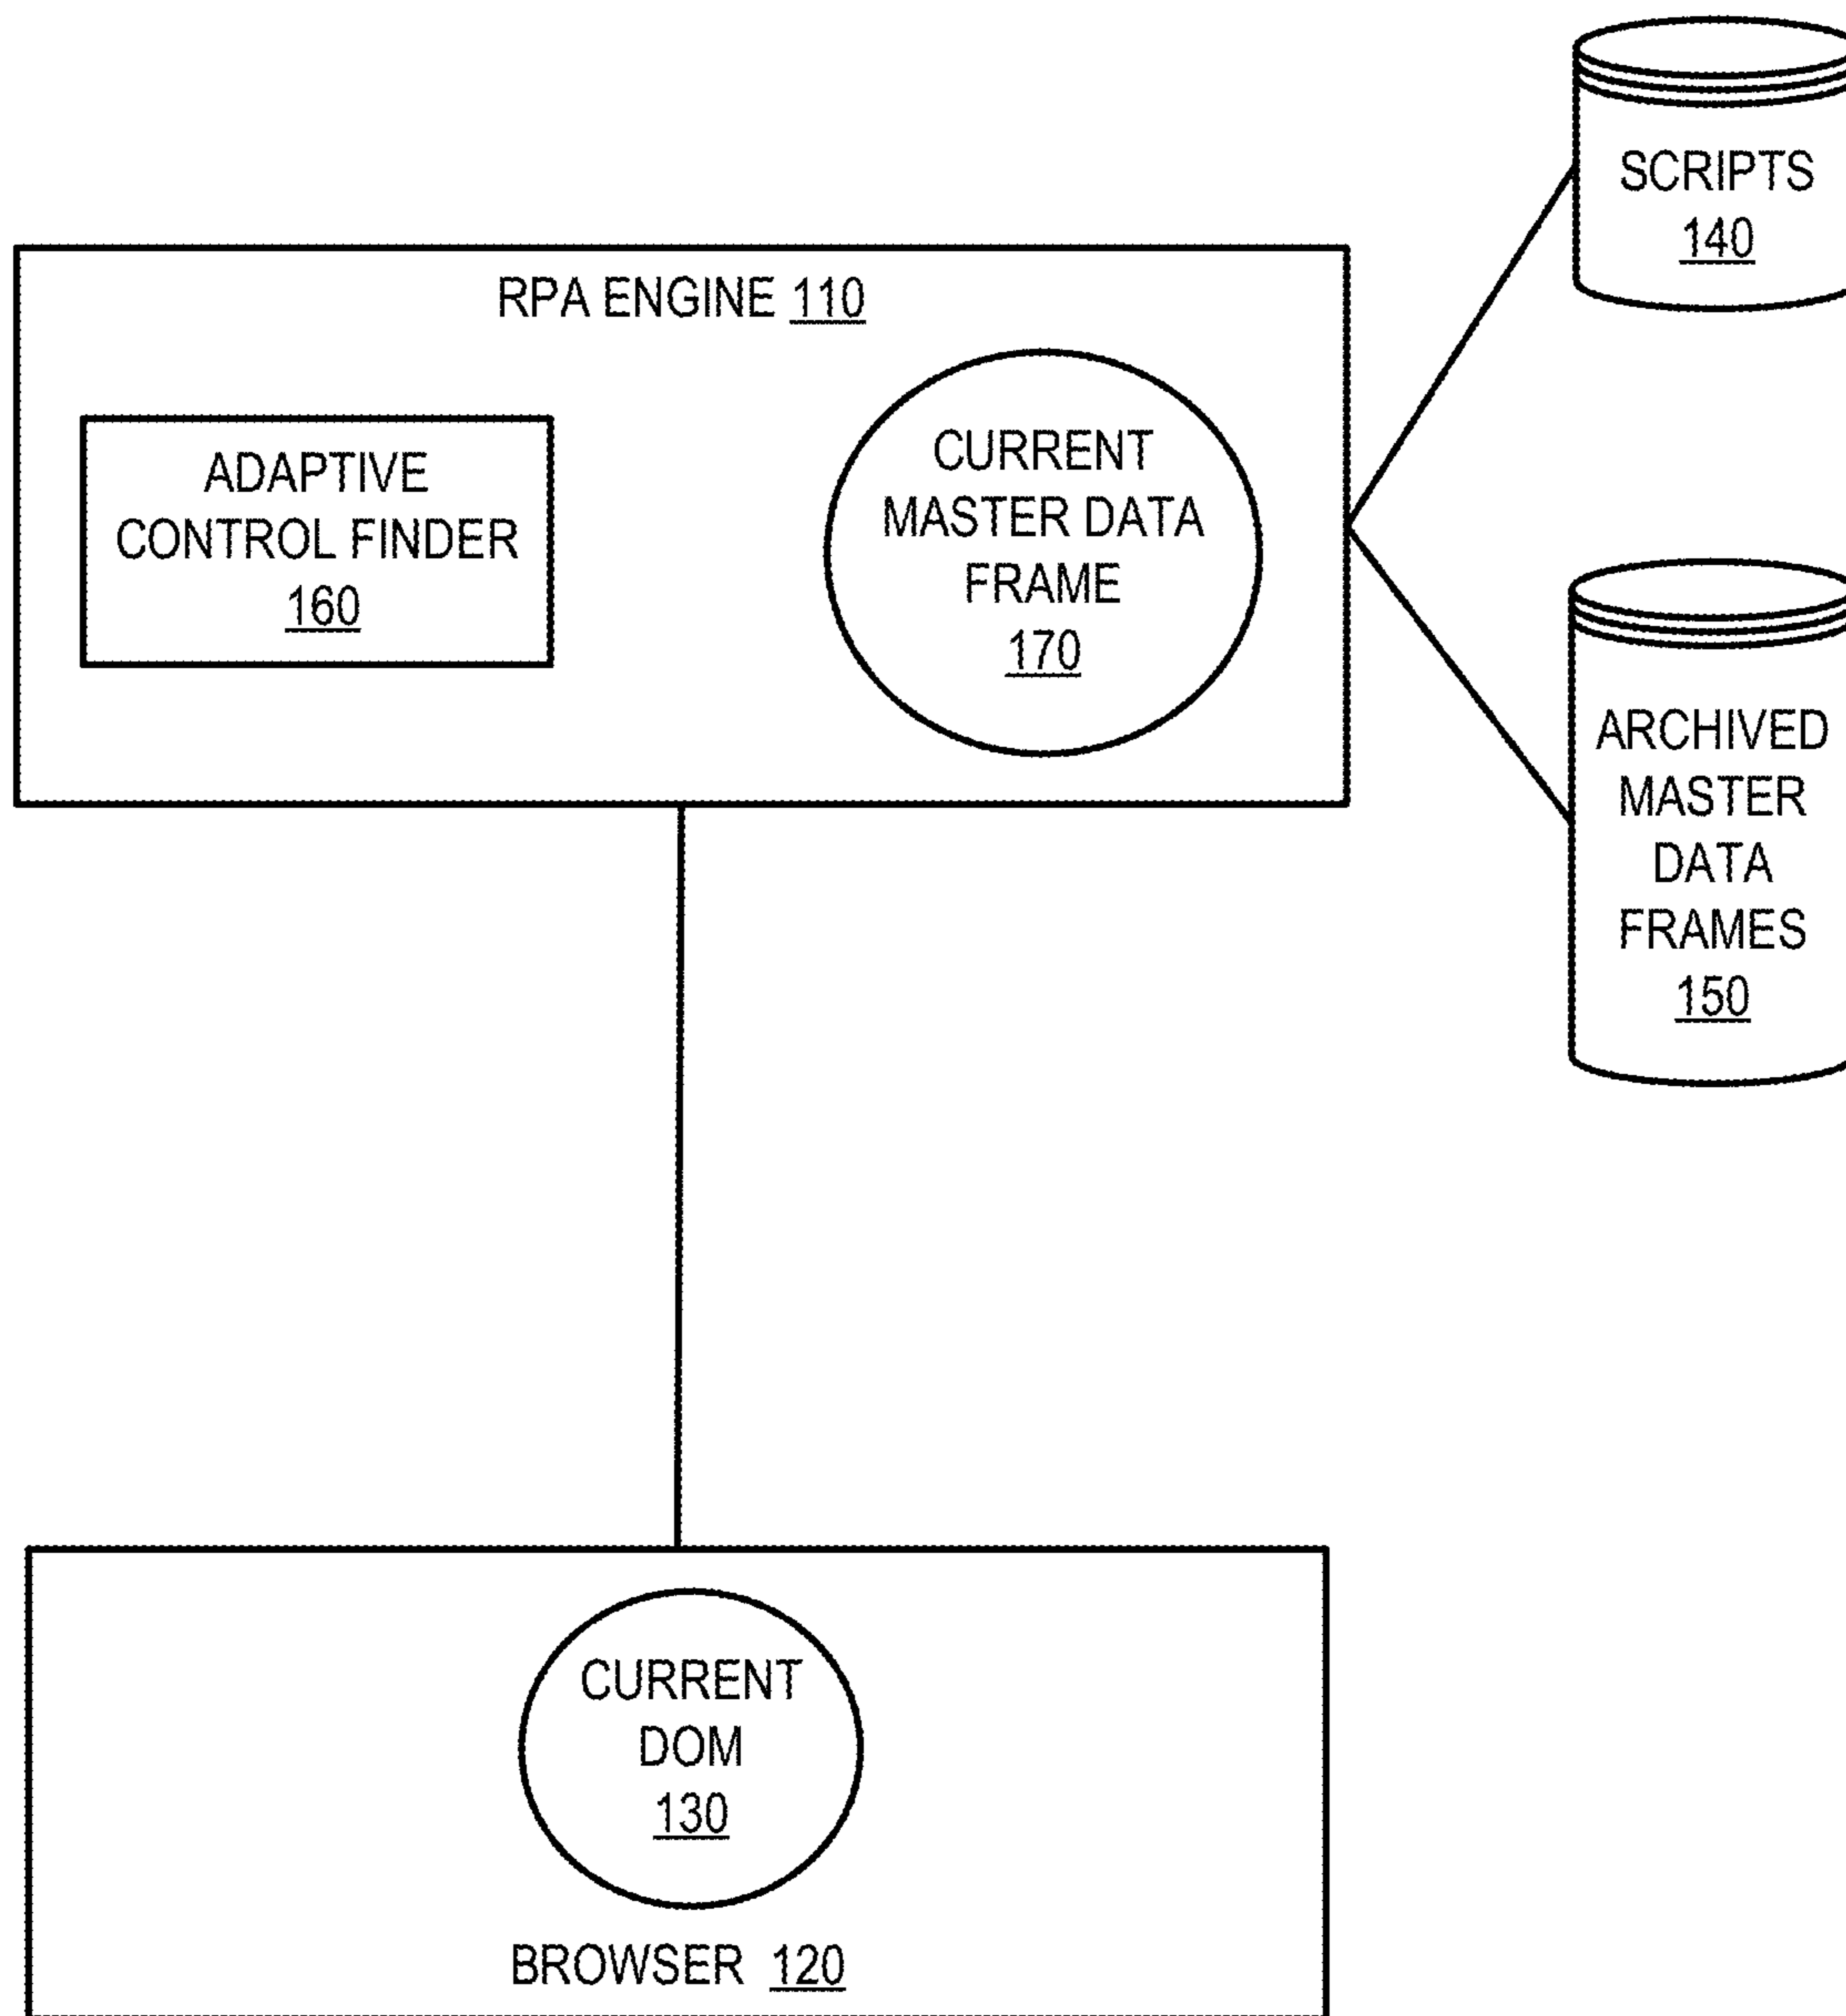 SCRIPTS
140
RPA ENGINE 110
ADAPTIVE
CONTROL FINDER
160
CURRENT
MASTER DATA
FRAME
170
ARCHIVED
MASTER
DATA
FRAMES
150
CURRENT
DOM
130
BROWSER 120